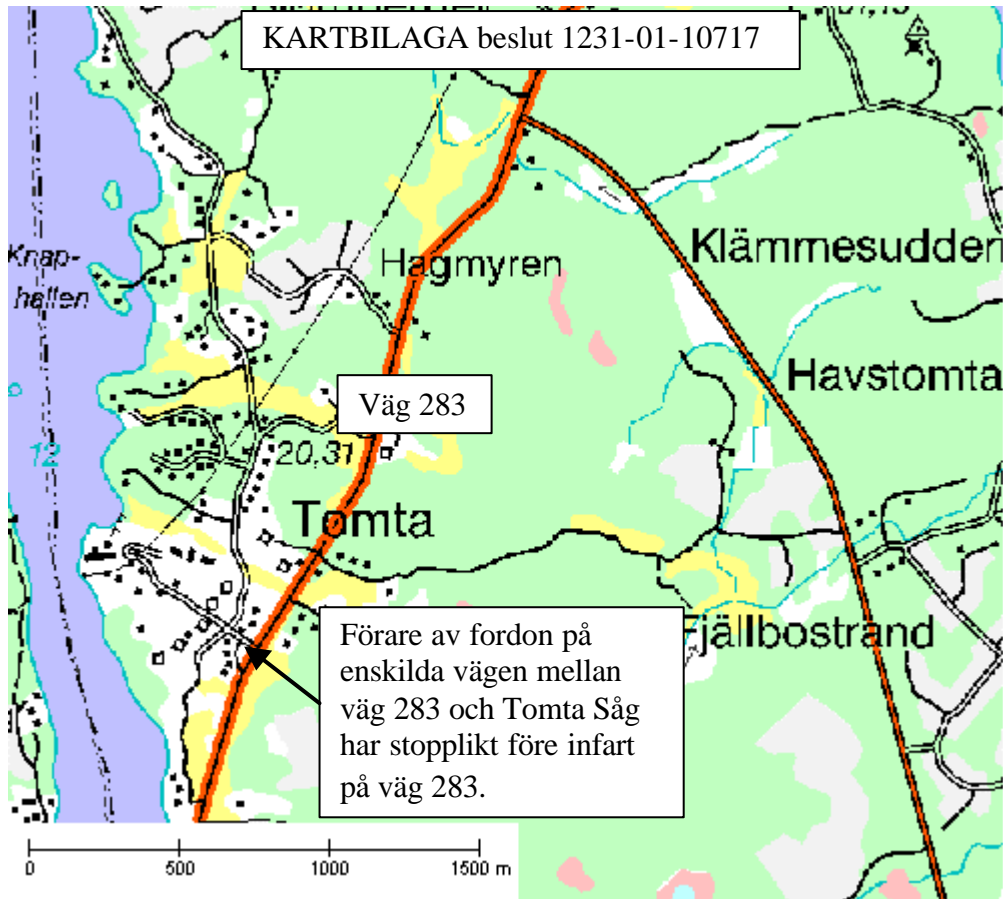 KARTBILAGA beslut 1231-01-10717
Klämmesudden
Hagmyren
Knap-
hallen
Havstomta
Väg 283
12
20,31
Tomta
Förare av fordon på
enskilda vägen mellan
väg 283 och Tomta Såg
har stopplikt före infart
på väg 283.
Fjällbostrand
0 500 1000 1500 m